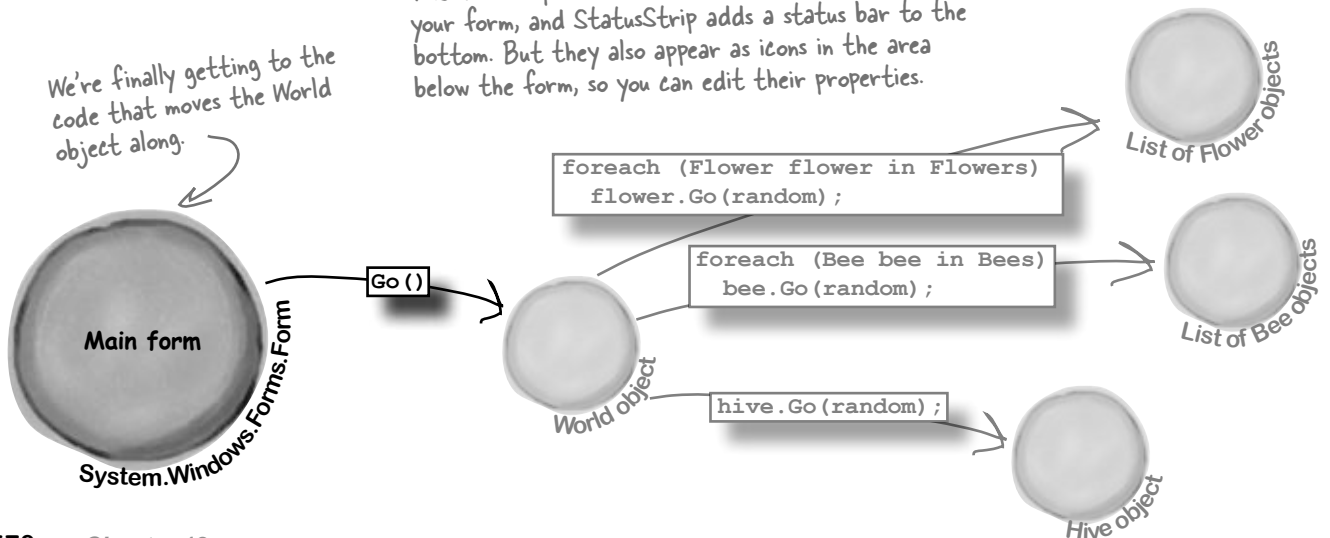 your form, and StatusStrip adds a status bar to the
bottom. But they also appear as icons in the area
below the form, so you can edit their properties.
We're finally getting to the
code that moves the World
object along.
foreach (Flower flower in Flowers)
flower.Go(random);
List of Flower objects
foreach (Bee bee in Bees)
bee.Go(random);
List of Bee objects
Go()
Main form
System.Windows.Forms.Form
World object
hive.Go(random);
Hive object